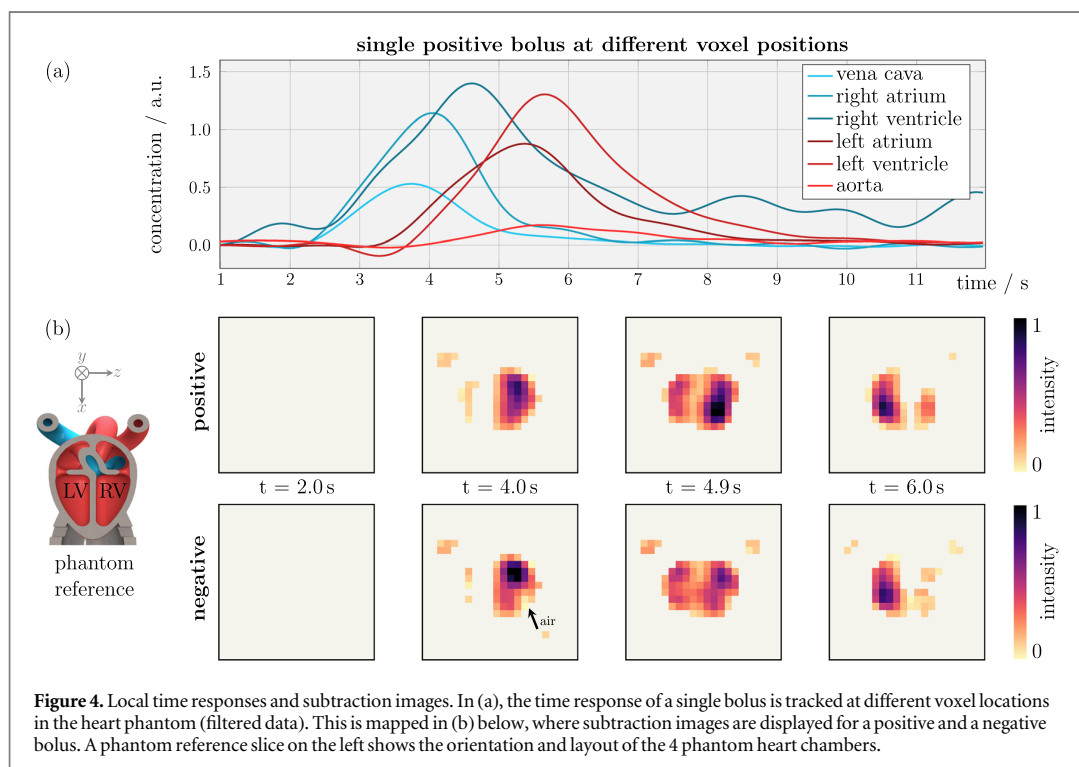 single positive bolus at different voxel positions
(a)
concentration / a.u.
1.5
1.0
0.5
0.0
vena cava
right atrium
right ventricle
left atrium
left ventricle
aorta
1 2 3 4 5 6 7 8 9 10 11
time / s
(b)
y
z
x
LV RV
phantom
reference
positive
1
intensity
0
t = 2.0 s t = 4.0 s t = 4.9 s t = 6.0 s
negative
air
1
intensity
0
Figure 4. Local time responses and subtraction images. In (a), the time response of a single bolus is tracked at different voxel locations
in the heart phantom (filtered data). This is mapped in (b) below, where subtraction images are displayed for a positive and a negative
bolus. A phantom reference slice on the left shows the orientation and layout of the 4 phantom heart chambers.